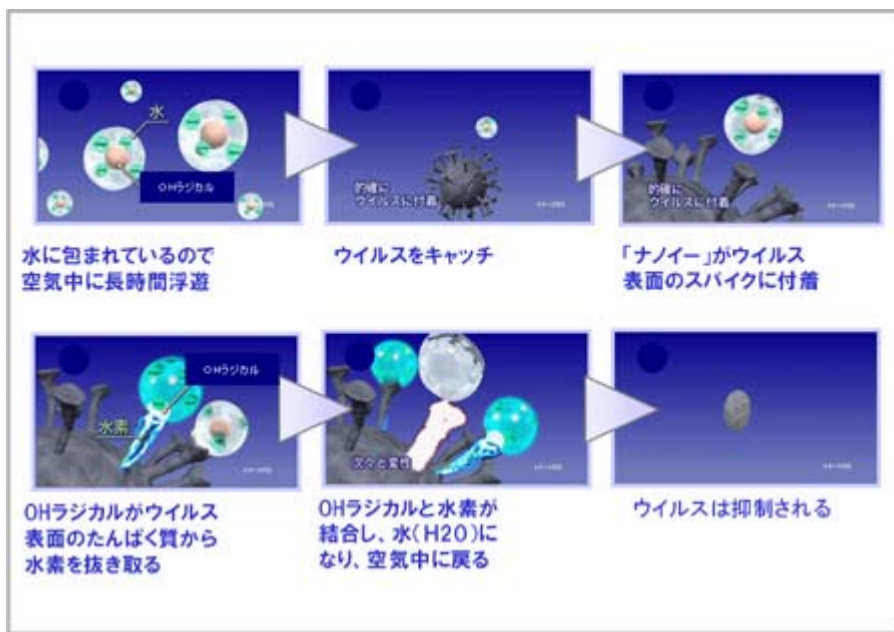 水
OHラジカル
的確に
ウイルスに付着
的確に
ウイルスに付着
水に包まれているので
空気中に長時間浮遊
ウイルスをキャッチ
「ナノイー」がウイルス
表面のスパイクに付着
OHラジカル
水素
次々と変性
OHラジカルがウイルス
表面のたんぱく質から
水素を抜き取る
OHラジカルと水素が
結合し、水(H2O)に
なり、空気中に戻る
ウイルスは抑制される